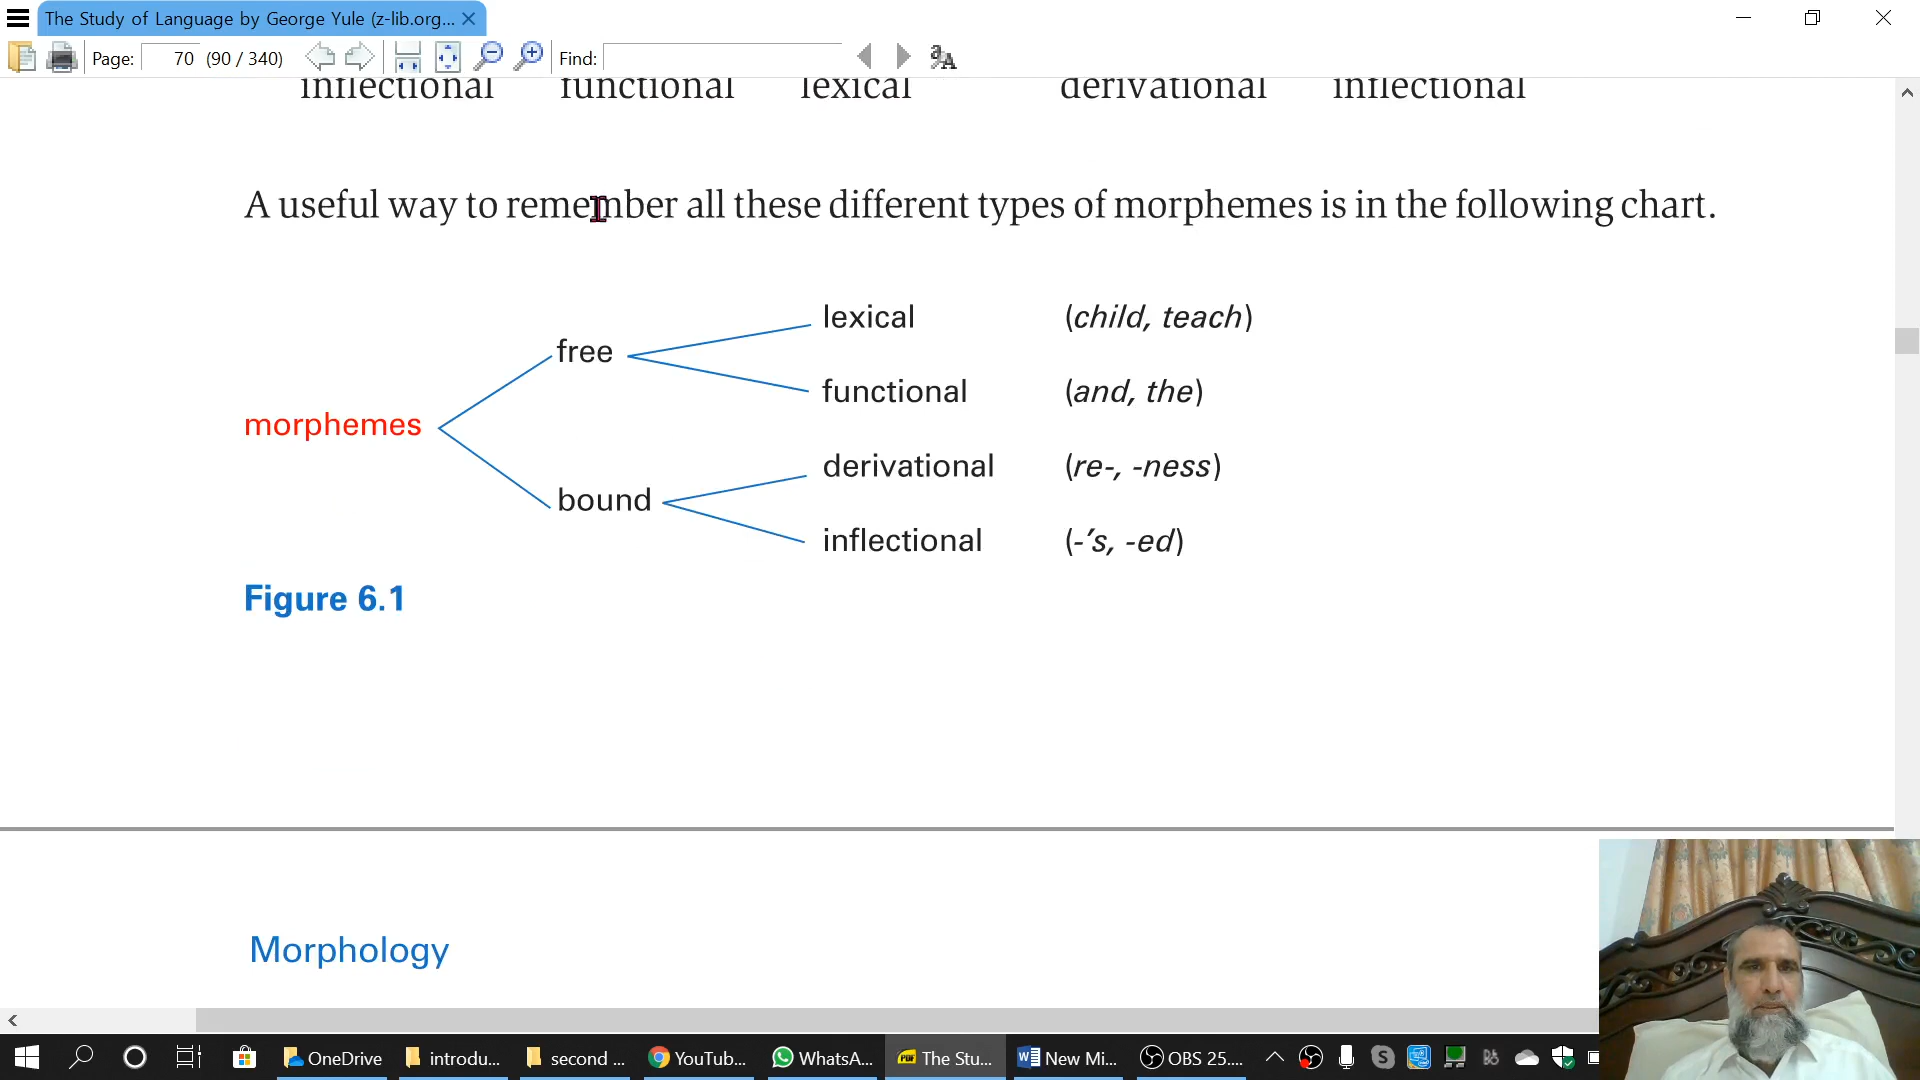 The Study of Language by George Yule (z-lib.org...
Page: 70 (90 / 340) Find:
inflectional functional lexical derivational inflectional
A useful way to remember all these different types of morphemes is in the following chart.
lexical (child, teach)
free
functional (and, the)
morphemes
derivational (re-, -ness)
bound
inflectional (-’s, -ed)
Figure 6.1
Morphology
OneDrive introdu... second ... YouTub... WhatsA... The Stu... New Mi... OBS 25....